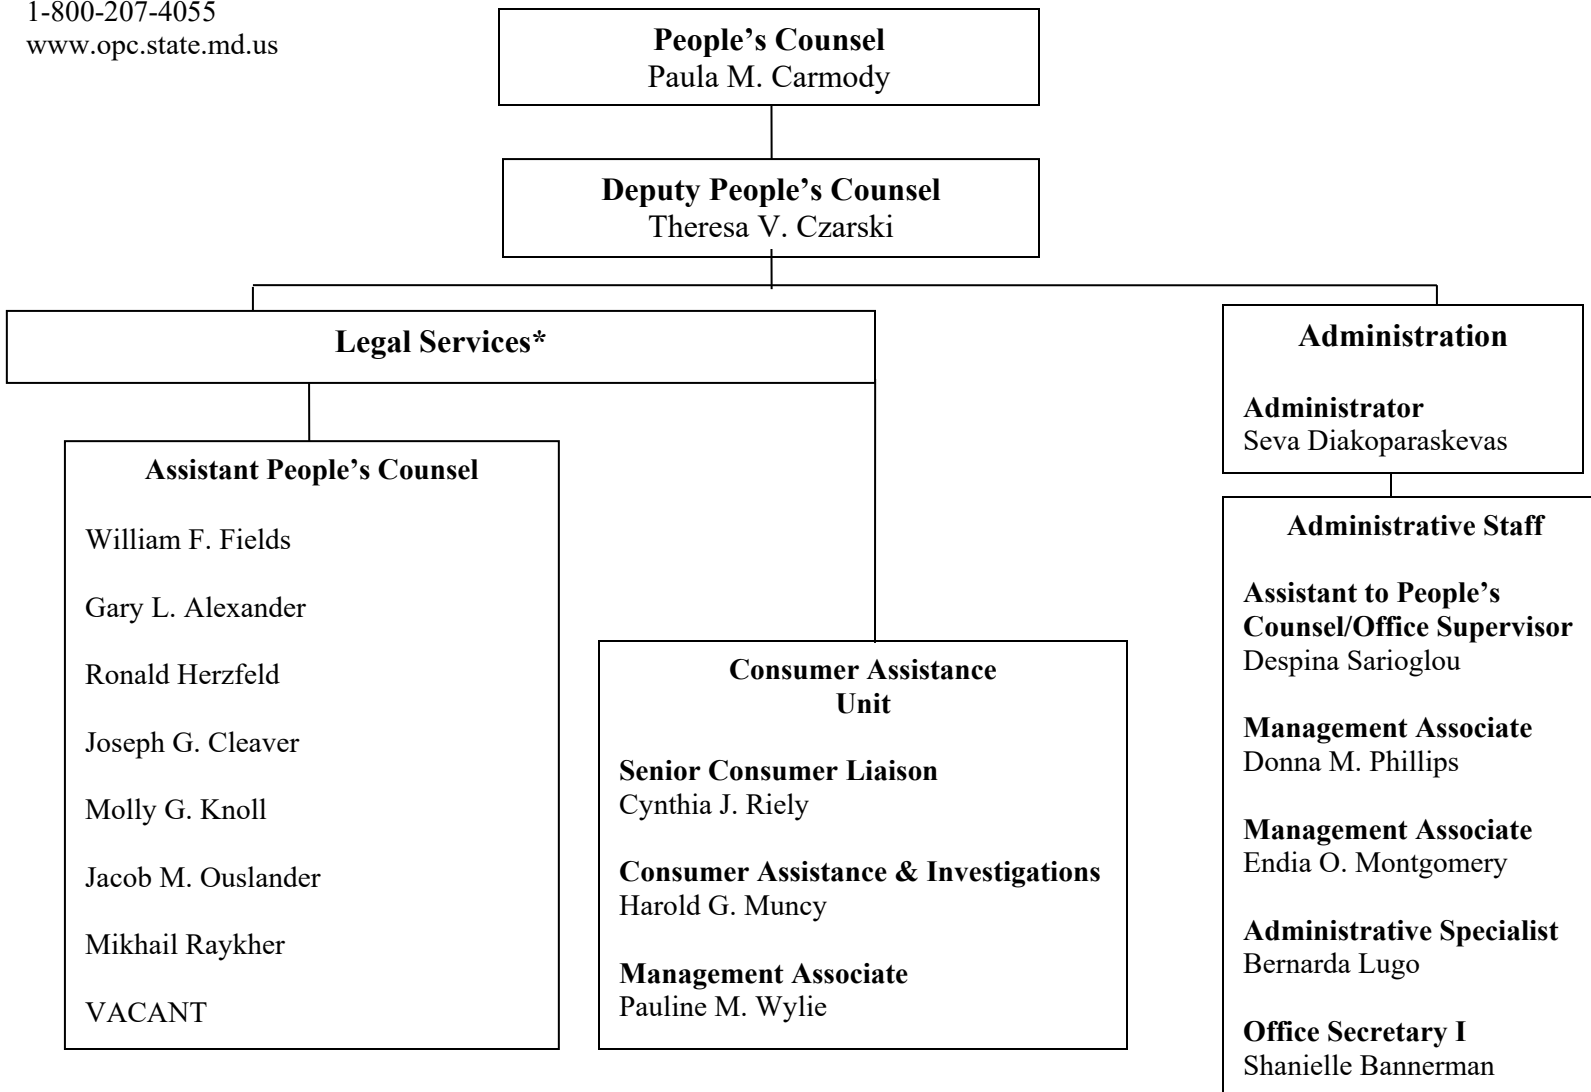 1-800-207-4055
www.opc.state.md.us
People’s Counsel
Paula M. Carmody
Deputy People’s Counsel
Theresa V. Czarski
Legal Services*
Administration
Administrator
Seva Diakoparaskevas
Assistant People’s Counsel
William F. Fields
Gary L. Alexander
Ronald Herzfeld
Joseph G. Cleaver
Molly G. Knoll
Jacob M. Ouslander
Mikhail Raykher
VACANT
Consumer Assistance
Unit
Senior Consumer Liaison
Cynthia J. Riely
Consumer Assistance & Investigations
Harold G. Muncy
Management Associate
Pauline M. Wylie
Administrative Staff
Assistant to People’s
Counsel/Office Supervisor
Despina Sarioglou
Management Associate
Donna M. Phillips
Management Associate
Endia O. Montgomery
Administrative Specialist
Bernarda Lugo
Office Secretary I
Shanielle Bannerman